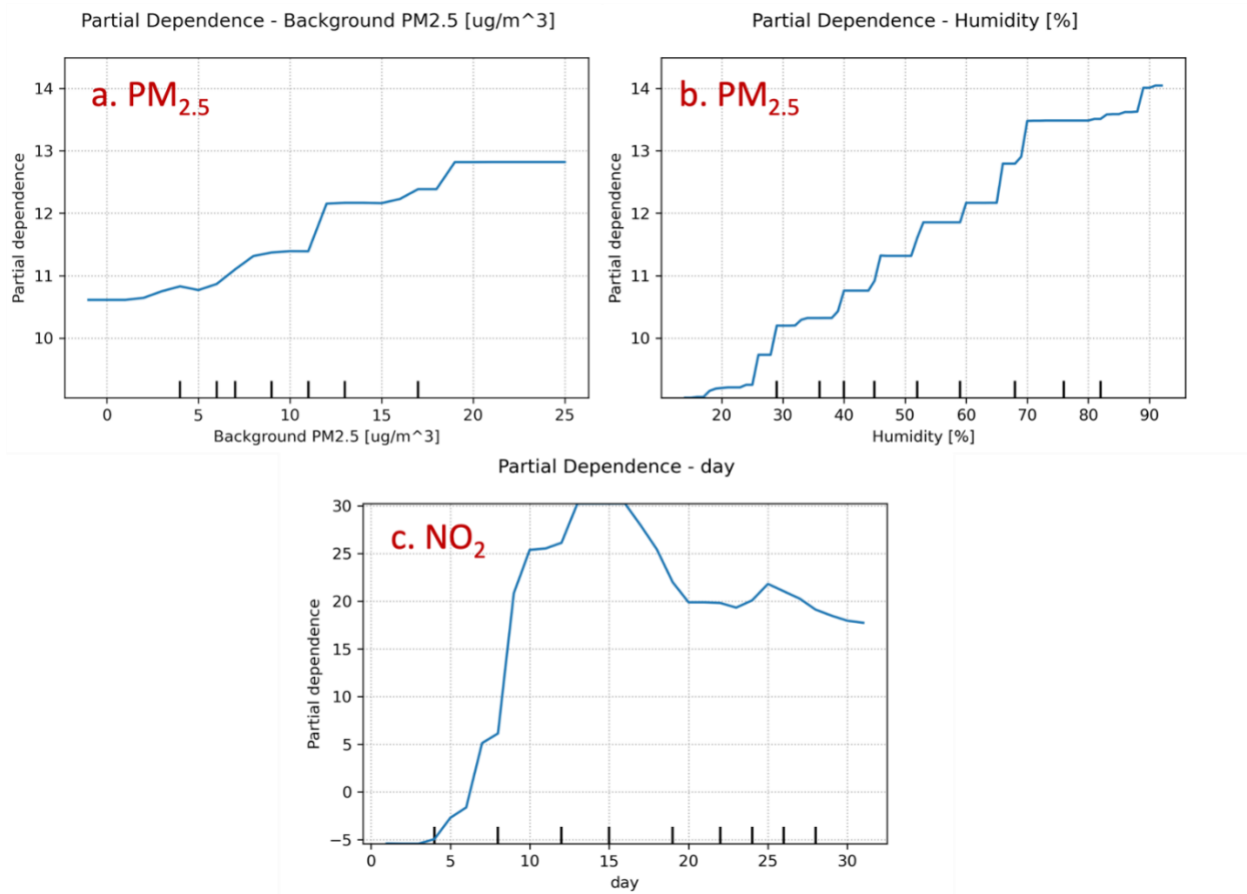 Partial Dependence - Background PM2.5 [ug/m^3]
a. PM2.5
Partial dependence
14
13
12
11
10
0 5 10 15 20 25
Background PM2.5 [ug/m^3]
Partial Dependence - Humidity [%]
b. PM2.5
Partial dependence
14
13
12
11
10
20 30 40 50 60 70 80 90
Humidity [%]
Partial Dependence - day
c. NO2
Partial dependence
30
25
20
15
10
5
0
−5
0 5 10 15 20 25 30
day